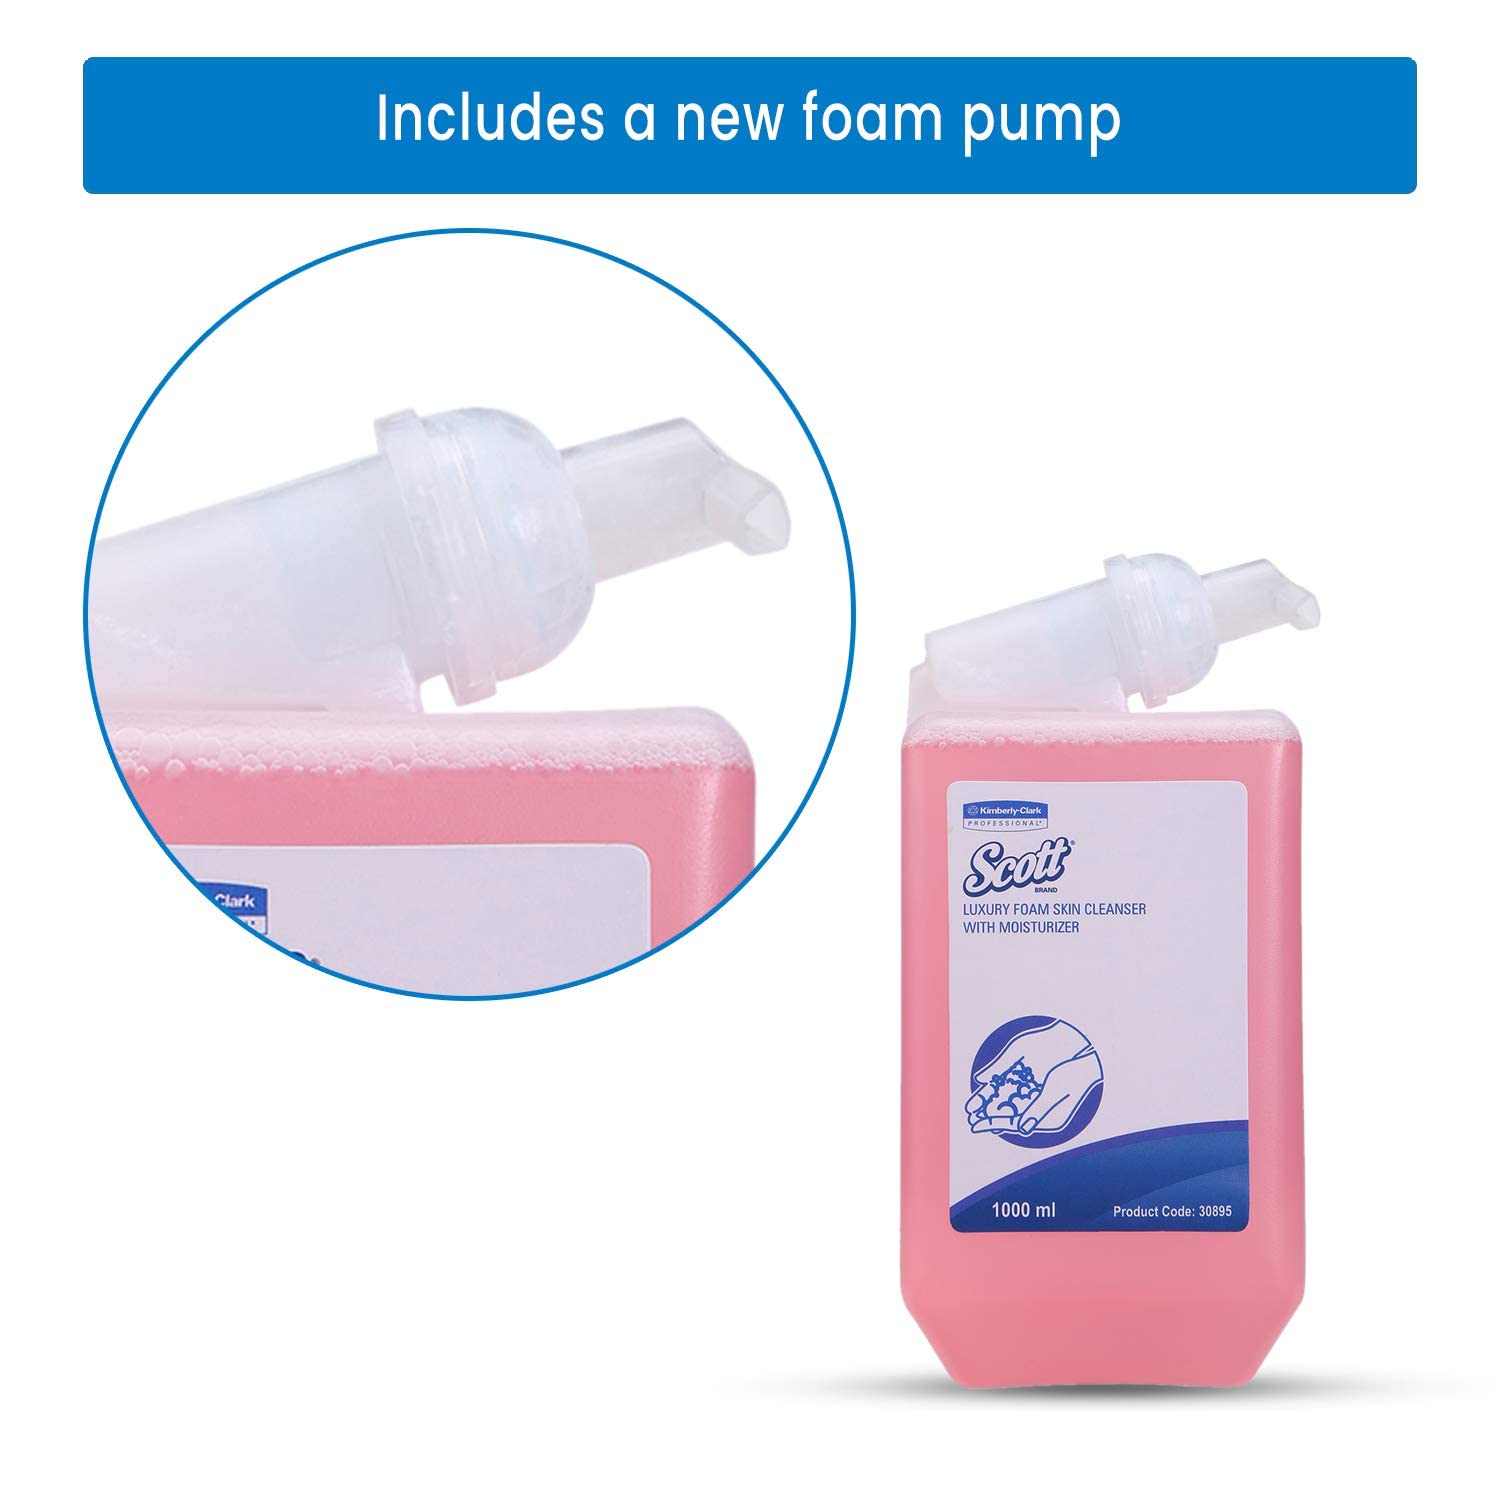 Includes a new foam pump
Clark
Kimberly-Clark
PROFESSIONAL*
Scott®
BRAND
LUXURY FOAM SKIN CLEANSER
WITH MOISTURIZER
1000 ml
Product Code: 30895